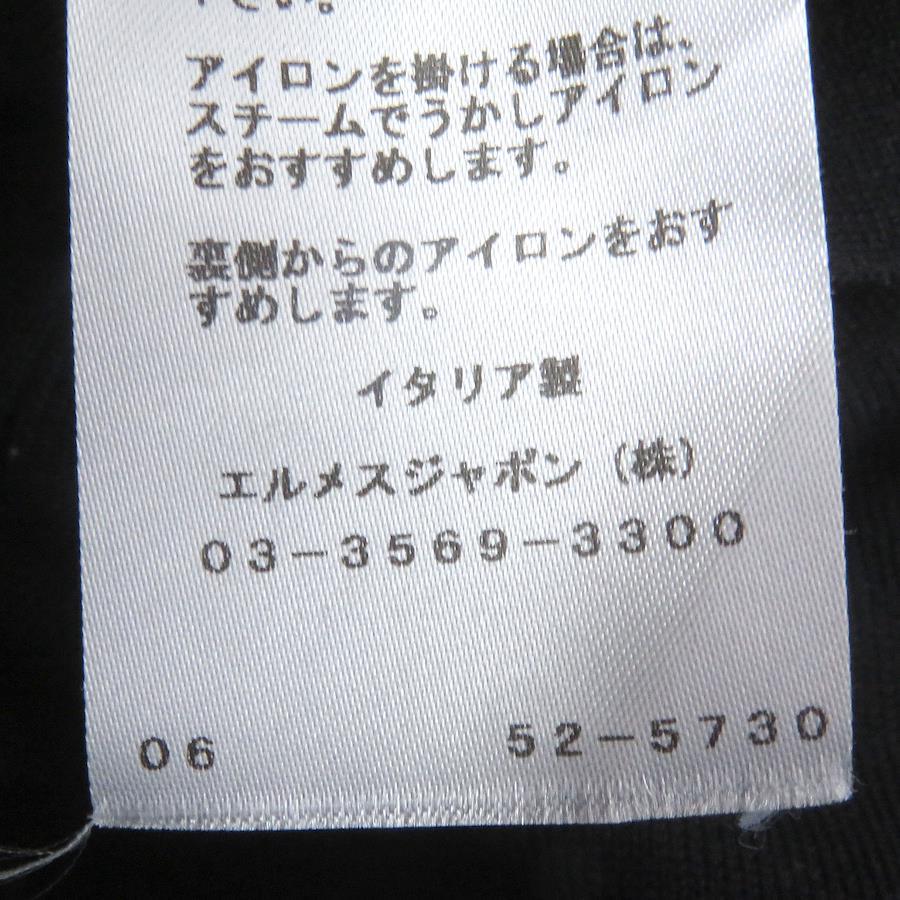 アイロンを掛ける場合は、
スチームでうかしアイロン
をおすすめします。
裏側からのアイロンをおす
すめします。
イタリア製
エルメスジャポン（株）
03-3569-3300
06 52-5730